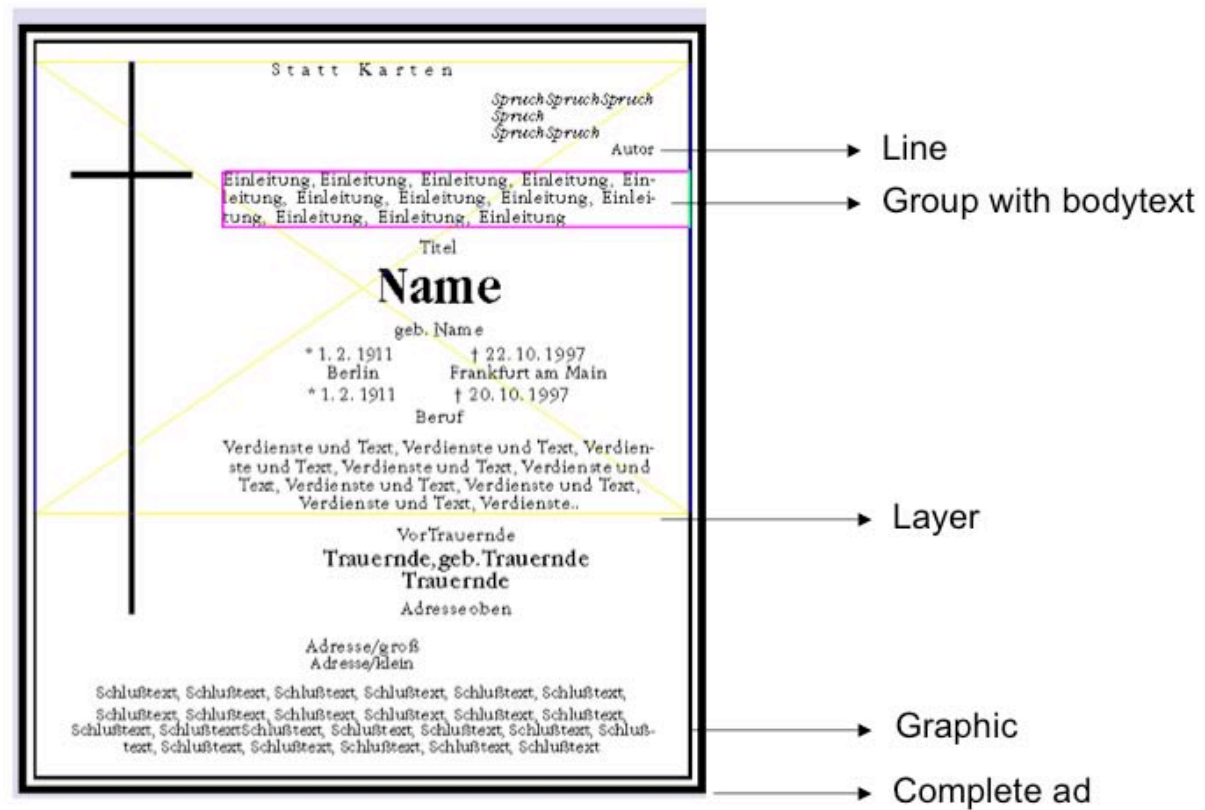 Statt Karten
SpruchSpruchSpruch
Spruch
SpruchSpruch
Autor
Line
Einleitung, Einleitung, Einleitung, Einleitung, Ein-
leitung, Einleitung, Einleitung, Einleitung, Einlei-
tung, Einleitung, Einleitung, Einleitung
Group with bodytext
Titel
Name
geb. Name
* 1. 2. 1911 † 22. 10. 1997
Berlin Frankfurt am Main
* 1. 2. 1911 † 20. 10. 1997
Beruf
Verdienste und Text, Verdienste und Text, Verdien-
ste und Text, Verdienste und Text, Verdienste und
Text, Verdienste und Text, Verdienste und Text,
Verdienste und Text, Verdienste..
Layer
VorTrauernde
Trauernde, geb. Trauernde
Trauernde
Adresseoben
Adresse/groß
Adresse/klein
Schlußtext, Schlußtext, Schlußtext, Schlußtext, Schlußtext, Schlußtext,
Schlußtext, Schlußtext, Schlußtext, Schlußtext, Schlußtext, Schlußtext,
Schlußtext, SchlußtextSchlußtext, Schlußtext, Schlußtext, Schlußtext, Schluß-
text, Schlußtext, Schlußtext, Schlußtext, Schlußtext, Schlußtext
Graphic
Complete ad